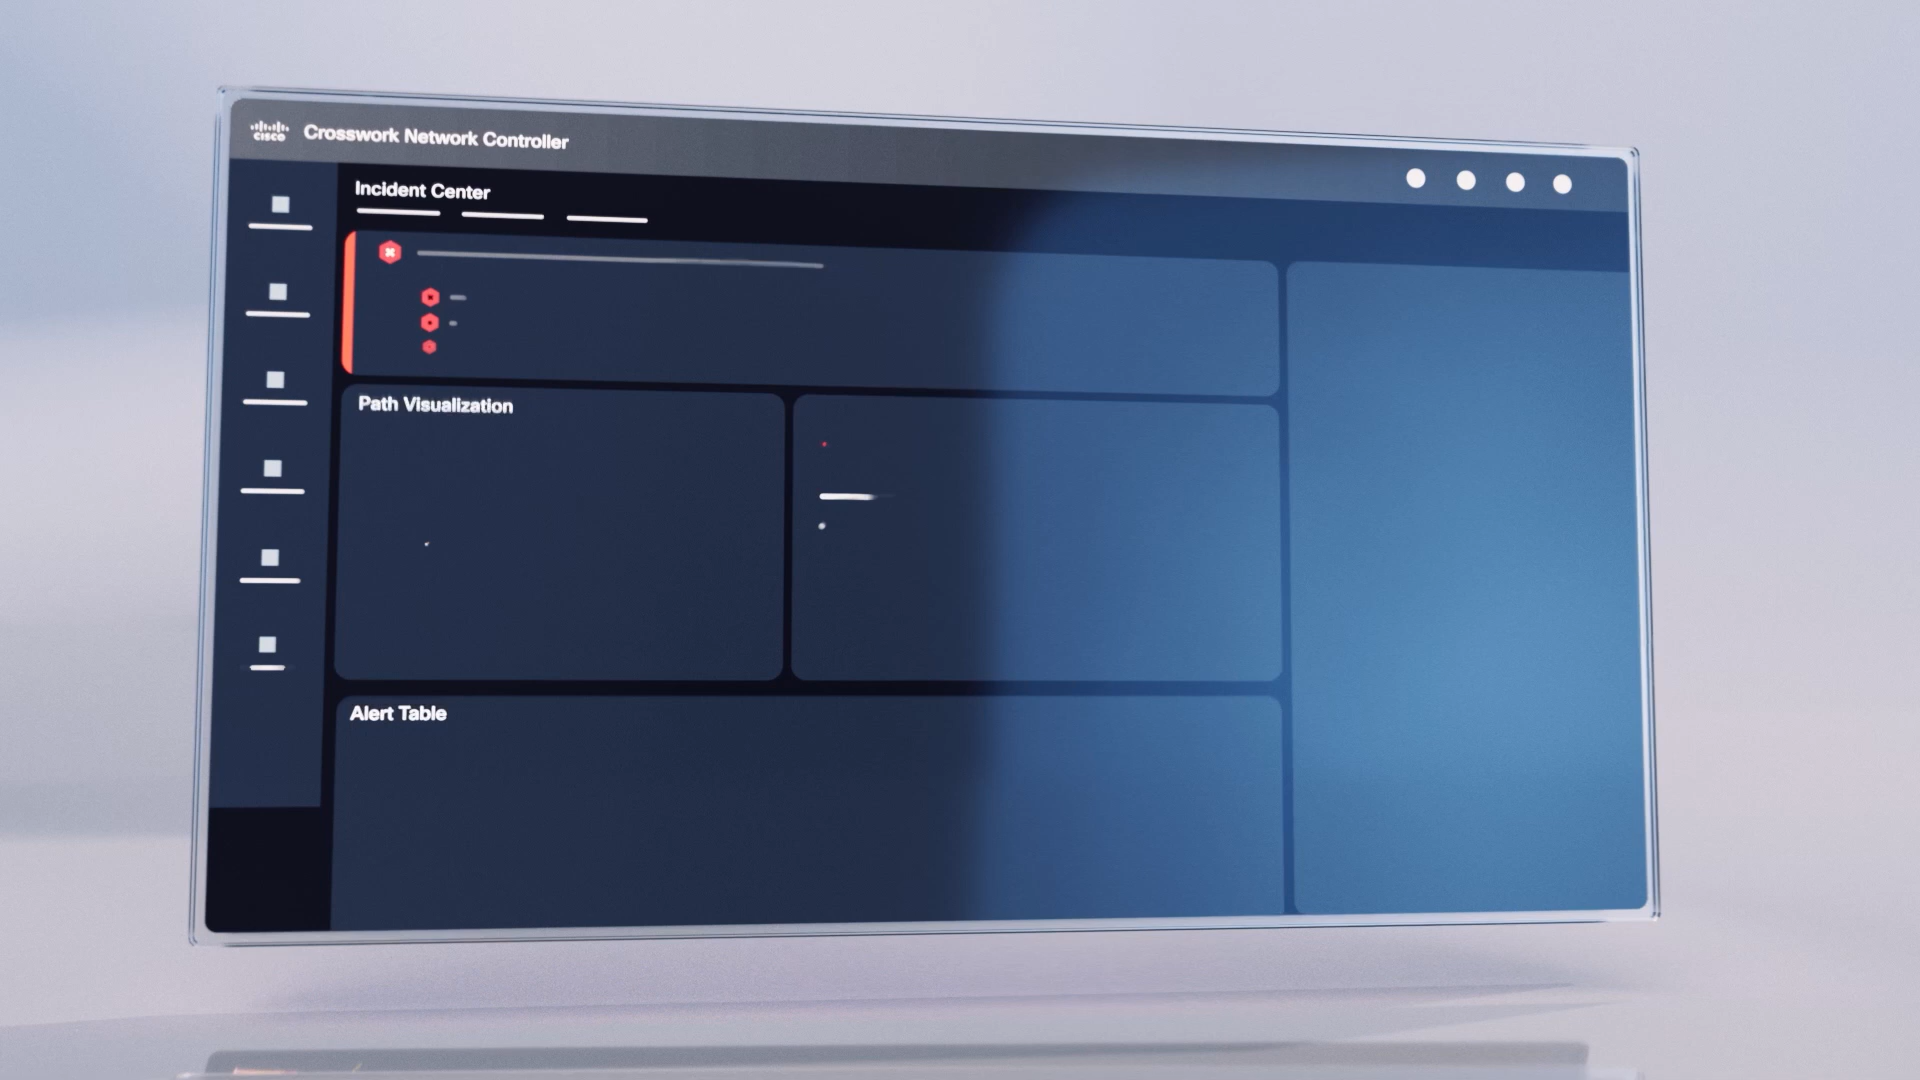 cisco Crosswork Network Controller
Incident Center
Path Visualization
Alert Table